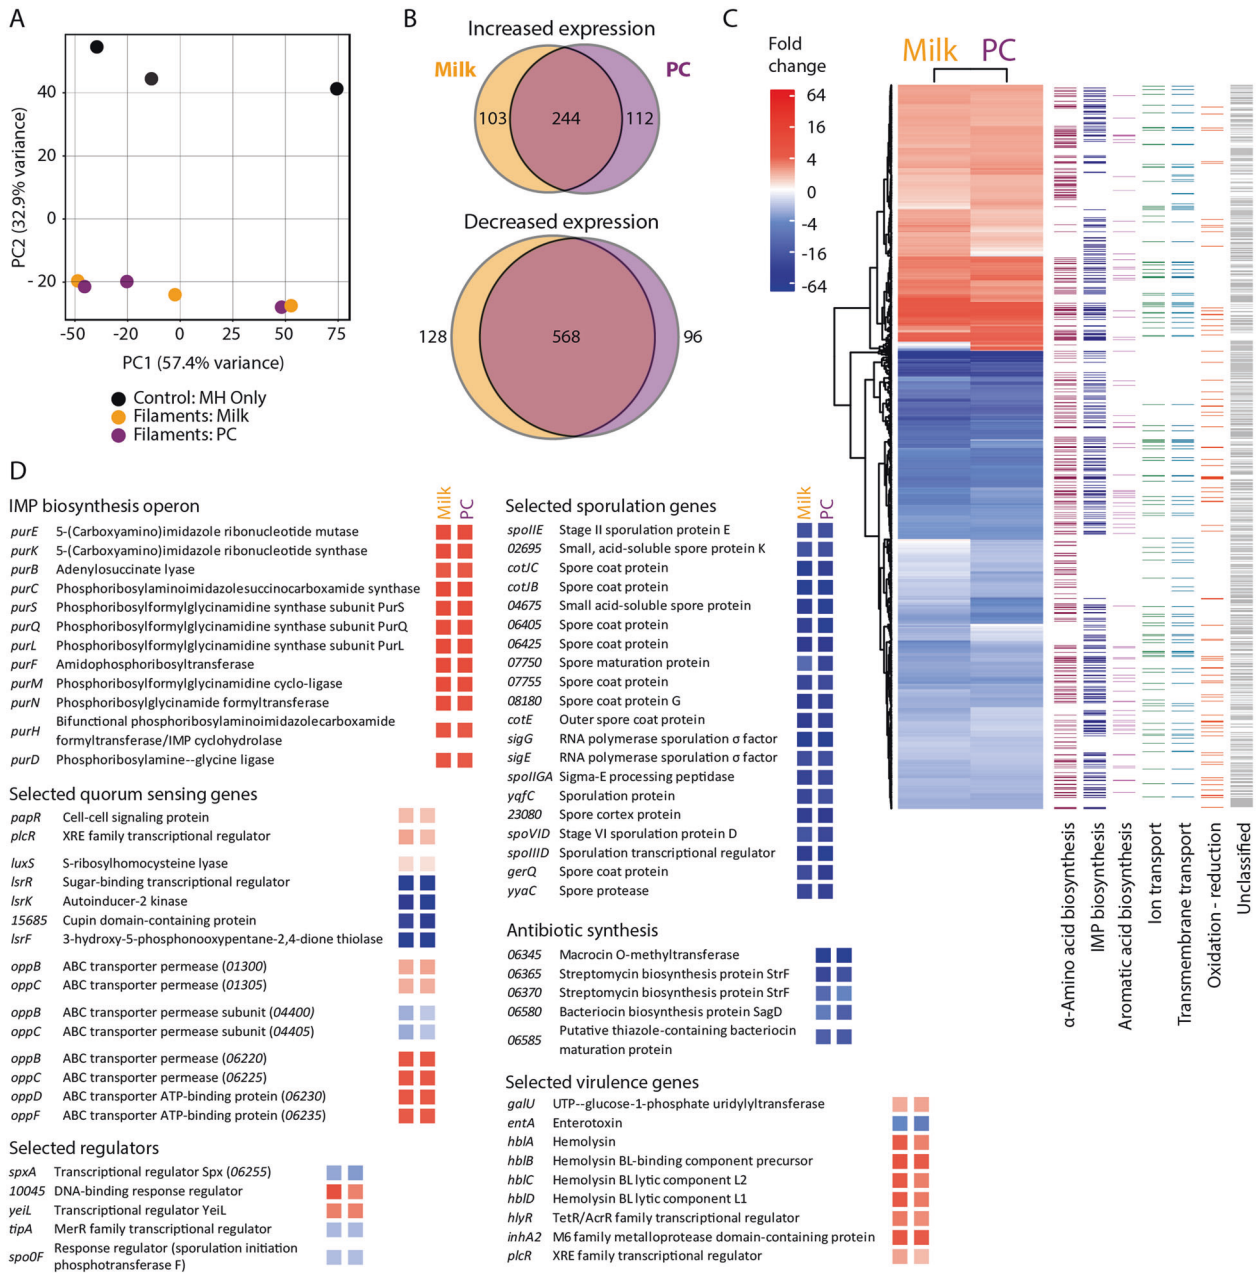 A
PC2 (32.9% variance)
40
20
0
- 20
-50
-20
0
25
50
75
PC1 (57.4% variance)
Control: MH Only
Filaments: Milk
Filaments: PC
B
Increased expression
Milk
PC
103
244
112
Decreased expression
128
568
96
C
Fold
change
64
16
4
0
-4
-16
-64
Milk
PC
α-Amino acid biosynthesis
IMP biosynthesis
Aromatic acid biosynthesis
Ion transport
Transmembrane transport
Oxidation - reduction
Unclassified
D
IMP biosynthesis operon
Milk
PC
purE 5-(Carboxyamino)imidazole ribonucleotide mutase
purK 5-(Carboxyamino)imidazole ribonucleotide synthase
purB Adenylosuccinate lyase
purC Phosphoribosylaminoimidazolesuccinocarboxamide synthase
purS Phosphoribosylformylglycinamidine synthase subunit PurS
purQ Phosphoribosylformylglycinamidine synthase subunit PurQ
purL Phosphoribosylformylglycinamidine synthase subunit PurL
purF Amidophosphoribosyltransferase
purM Phosphoribosylformylglycinamidine cyclo-ligase
purN Phosphoribosylglycinamide formyltransferase
purH Bifunctional phosphoribosylaminoimidazolecarboxamide
formyltransferase/IMP cyclohydrolase
purD Phosphoribosylamine--glycine ligase
Selected quorum sensing genes
papR Cell-cell signaling protein
plcR XRE family transcriptional regulator
luxS S-ribosylhomocysteine lyase
lsrR Sugar-binding transcriptional regulator
lsrK Autoinducer-2 kinase
15685 Cupin domain-containing protein
lsrF 3-hydroxy-5-phosphonooxypentane-2,4-dione thiolase
oppB ABC transporter permease (01300)
oppC ABC transporter permease (01305)
oppB ABC transporter permease subunit (04400)
oppC ABC transporter permease subunit (04405)
oppB ABC transporter permease (06220)
oppC ABC transporter permease (06225)
oppD ABC transporter ATP-binding protein (06230)
oppF ABC transporter ATP-binding protein (06235)
Selected regulators
spxA Transcriptional regulator Spx (06255)
10045 DNA-binding response regulator
yeiL Transcriptional regulator YeiL
tipA MerR family transcriptional regulator
spo0F Response regulator (sporulation initiation
phosphotransferase F)
Selected sporulation genes
Milk
PC
spoIIE Stage II sporulation protein E
02695 Small, acid-soluble spore protein K
cotJC Spore coat protein
cotJB Spore coat protein
04675 Small acid-soluble spore protein
06405 Spore coat protein
06425 Spore coat protein
07750 Spore maturation protein
07755 Spore coat protein
08180 Spore coat protein G
cotE Outer spore coat protein
sigG RNA polymerase sporulation σ factor
sigE RNA polymerase sporulation σ factor
spoIIGA Sigma-E processing peptidase
yqfC Sporulation protein
23080 Spore cortex protein
spoVID Stage VI sporulation protein D
spoIIID Sporulation transcriptional regulator
gerQ Spore coat protein
yyaC Spore protease
Antibiotic synthesis
06345 Macrocin O-methyltransferase
06365 Streptomycin biosynthesis protein StrF
06370 Streptomycin biosynthesis protein StrF
06580 Bacteriocin biosynthesis protein SagD
06585 Putative thiazole-containing bacteriocin
maturation protein
Selected virulence genes
galU UTP--glucose-1-phosphate uridylyltransferase
entA Enterotoxin
hblA Hemolysin
hblB Hemolysin BL-binding component precursor
hblC Hemolysin BL lytic component L2
hblD Hemolysin BL lytic component L1
hlyR TetR/AcrR family transcriptional regulator
inhA2 M6 family metalloprotease domain-containing protein
plcR XRE family transcriptional regulator